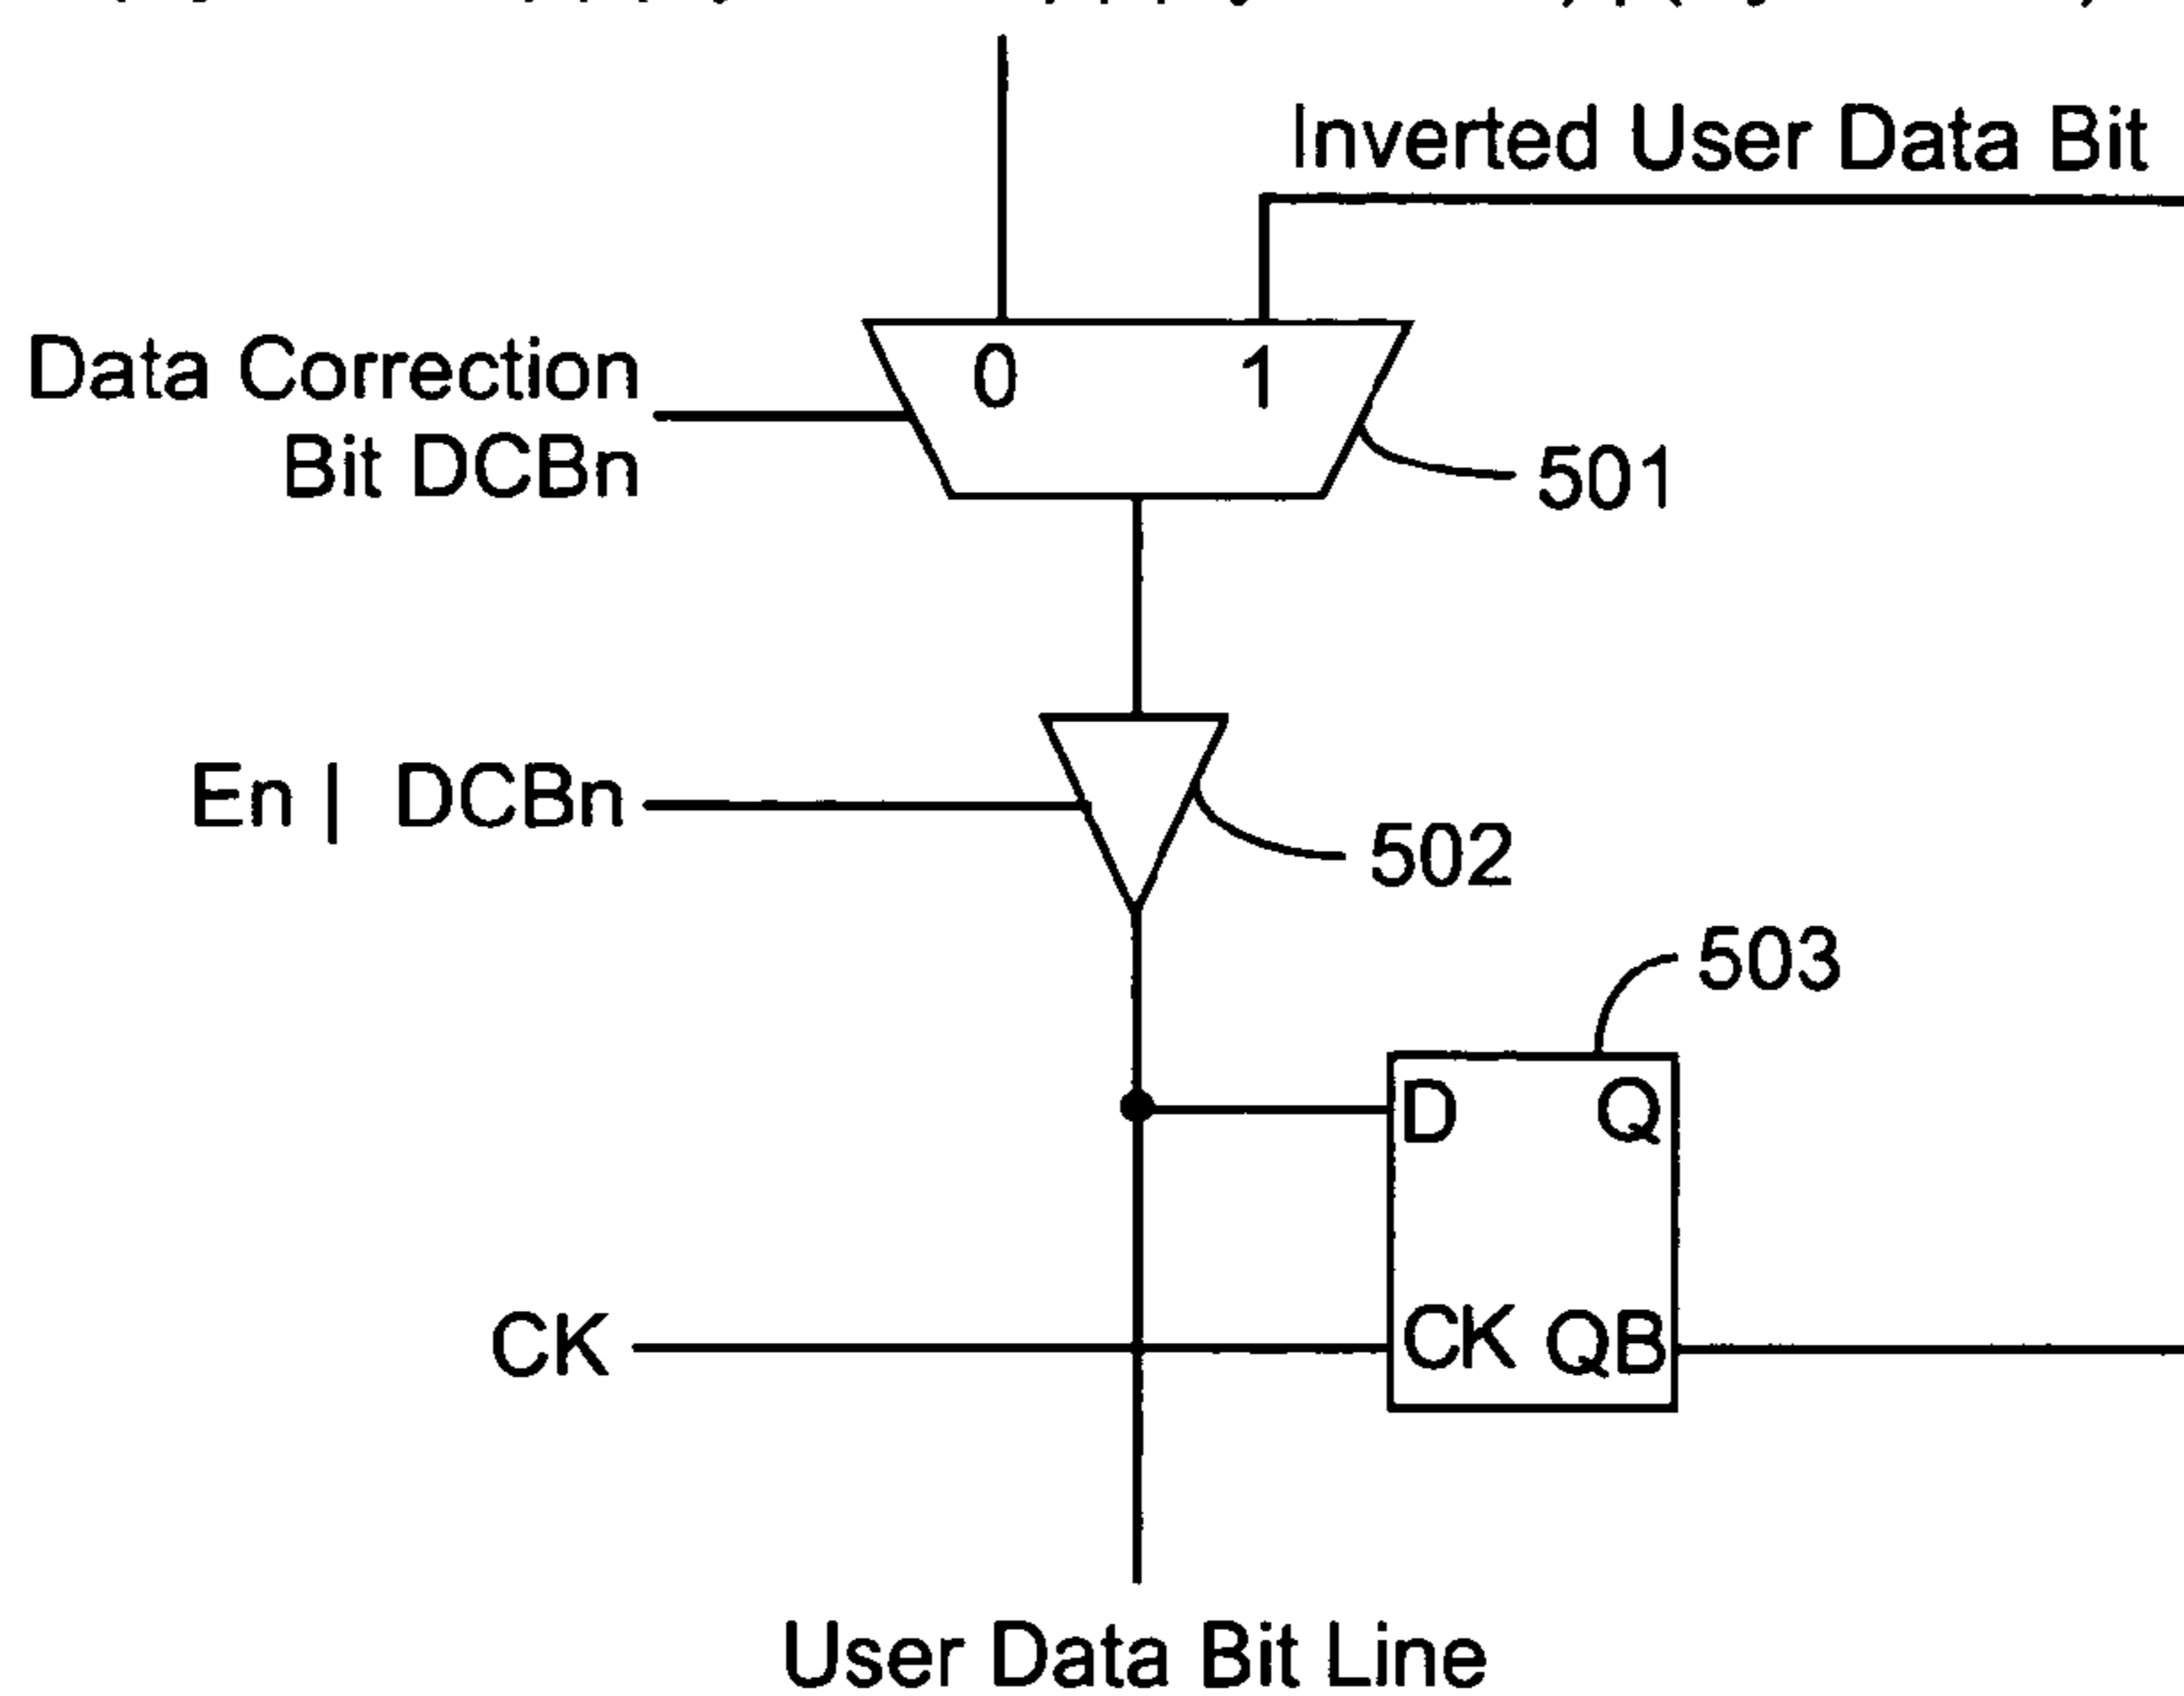 Inverted User Data Bit
Data Correction
Bit DCBn
0
1
501
En | DCBn
502
503
D
Q
CK
CK
QB
User Data Bit Line